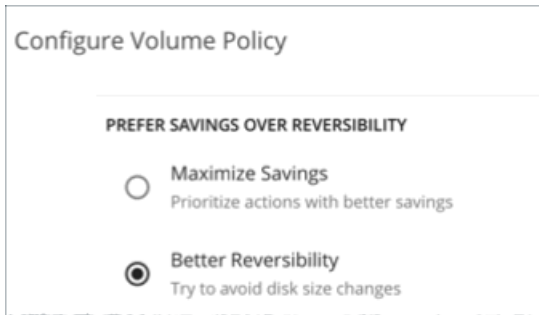 Configure Volume Policy
PREFER SAVINGS OVER REVERSIBILITY
Maximize Savings
Prioritize actions with better savings
Better Reversibility
Try to avoid disk size changes